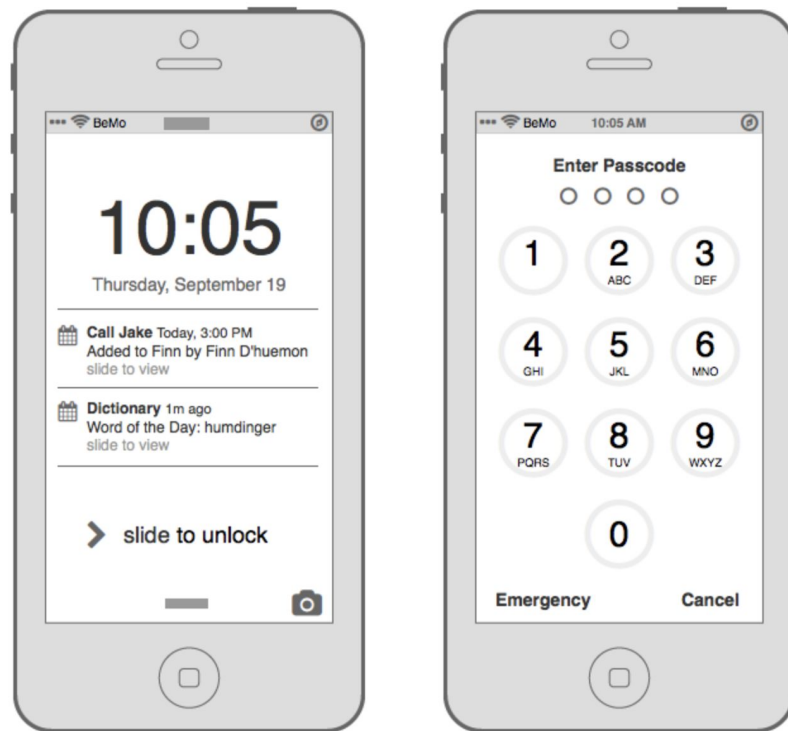 BeMo
10:05
Thursday, September 19
Call Jake Today, 3:00 PM
Added to Finn by Finn D'huemon
slide to view
Dictionary 1m ago
Word of the Day: humdinger
slide to view
slide to unlock
BeMo 10:05 AM
Enter Passcode
1 2 3
ABC DEF
4 5 6
GHI JKL MNO
7 8 9
PQRS TUV WXYZ
0
Emergency Cancel